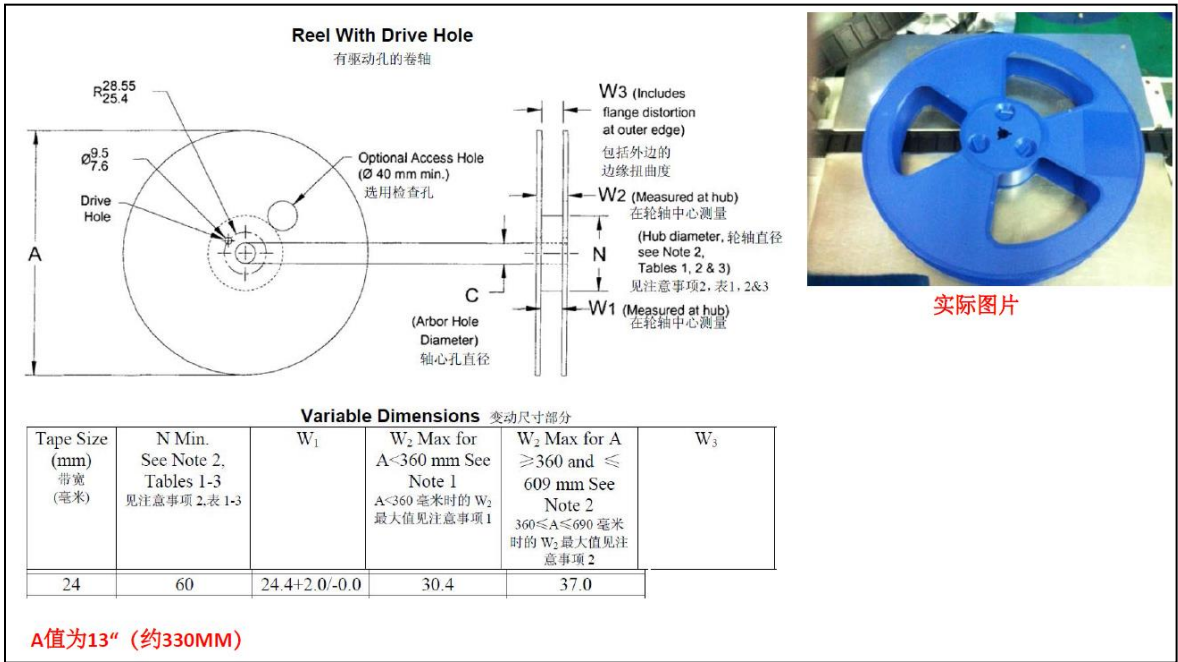 Reel With Drive Hole
有驱动孔的卷轴
R28.55
25.4
Ø9.5
7.6
Drive
Hole
A
Optional Access Hole
(Ø 40 mm min.)
选用检查孔
C
(Arbor Hole
Diameter)
轴心孔直径
W3 (Includes
flange distortion
at outer edge)
包括外边的
边缘扭曲度
W2 (Measured at hub)
在轮轴中心测量
N
(Hub diameter, 轮轴直径
see Note 2,
Tables 1, 2 & 3)
见注意事项2，表1，2&3
W1 (Measured at hub)
在轮轴中心测量
实际图片
Variable Dimensions 变动尺寸部分
Tape Size
(mm)
带宽
(毫米)
N Min.
See Note 2,
Tables 1-3
见注意事项 2,表 1-3
W1
W2 Max for
A<360 mm See
Note 1
A<360 毫米时的 W2
最大值见注意事项1
W2 Max for A
≥360 and ≤
609 mm See
Note 2
360≤A≤690 毫米
时的 W2 最大值见注
意事项 2
W3
24 60 24.4+2.0/-0.0 30.4 37.0
A值为13“（约330MM）